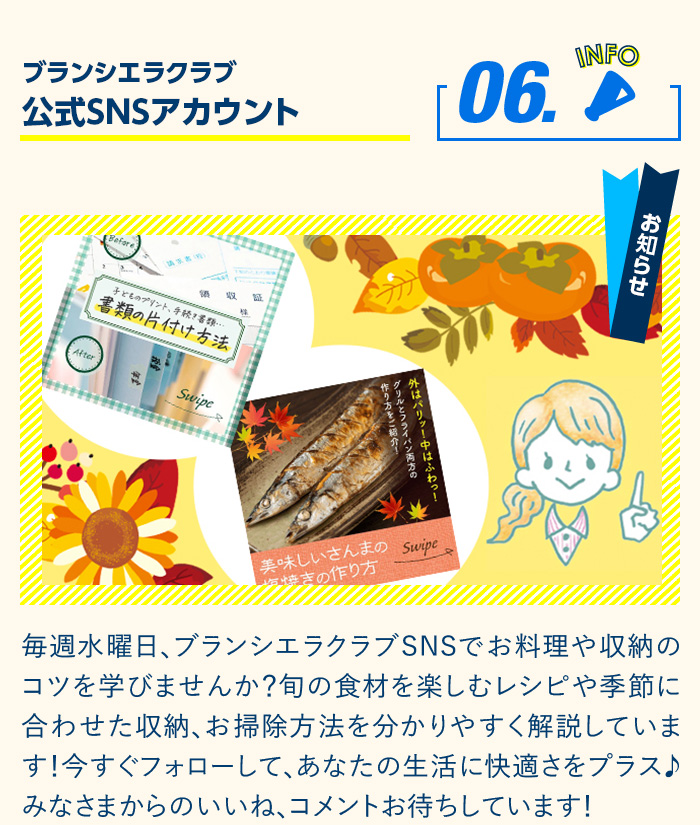 ブランシエラクラブ
公式SNSアカウント
06.
INFO
お知らせ
Before
請求書(控)
領収証
様
子どものプリント、手続き書類…
書類の片付け方法
After
Swipe
外はパリッ!中はふわっ!
グリルとフライパン両方の
作り方をご紹介!
美味しいさんまの
塩焼きの作り方
Swipe
毎週水曜日、ブランシエラクラブSNSでお料理や収納の
コツを学びませんか?旬の食材を楽しむレシピや季節に
合わせた収納、お掃除方法を分かりやすく解説していま
す!今すぐフォローして、あなたの生活に快適さをプラス♪
みなさまからのいいね、コメントお待ちしています!